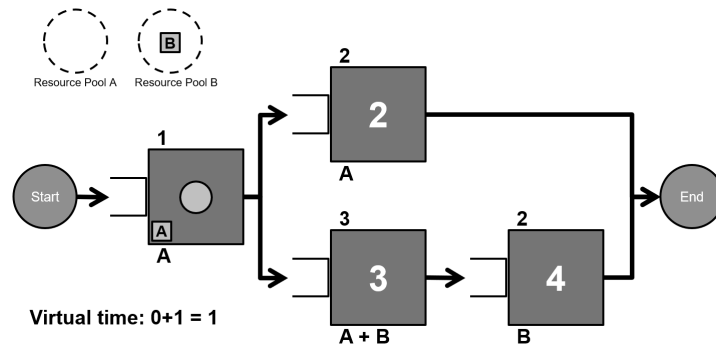 B
Resource Pool A
Resource Pool B
2
2
A
1
Start
A
A
End
3
3
A + B
2
4
B
Virtual time: 0+1 = 1